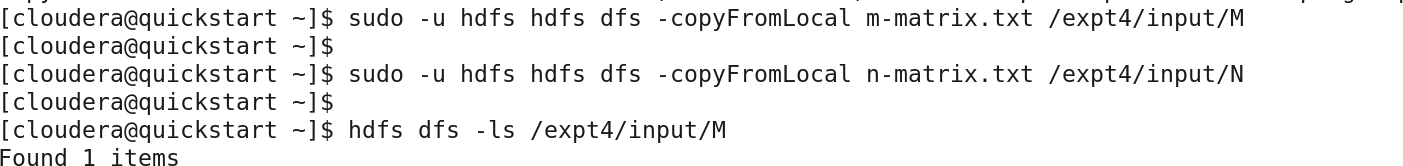 [cloudera@quickstart ~]$ sudo -u hdfs hdfs dfs -copyFromLocal m-matrix.txt /expt4/input/M
[cloudera@quickstart ~]$
[cloudera@quickstart ~]$ sudo -u hdfs hdfs dfs -copyFromLocal n-matrix.txt /expt4/input/N
[cloudera@quickstart ~]$
[cloudera@quickstart ~]$ hdfs dfs -ls /expt4/input/M
Found 1 items